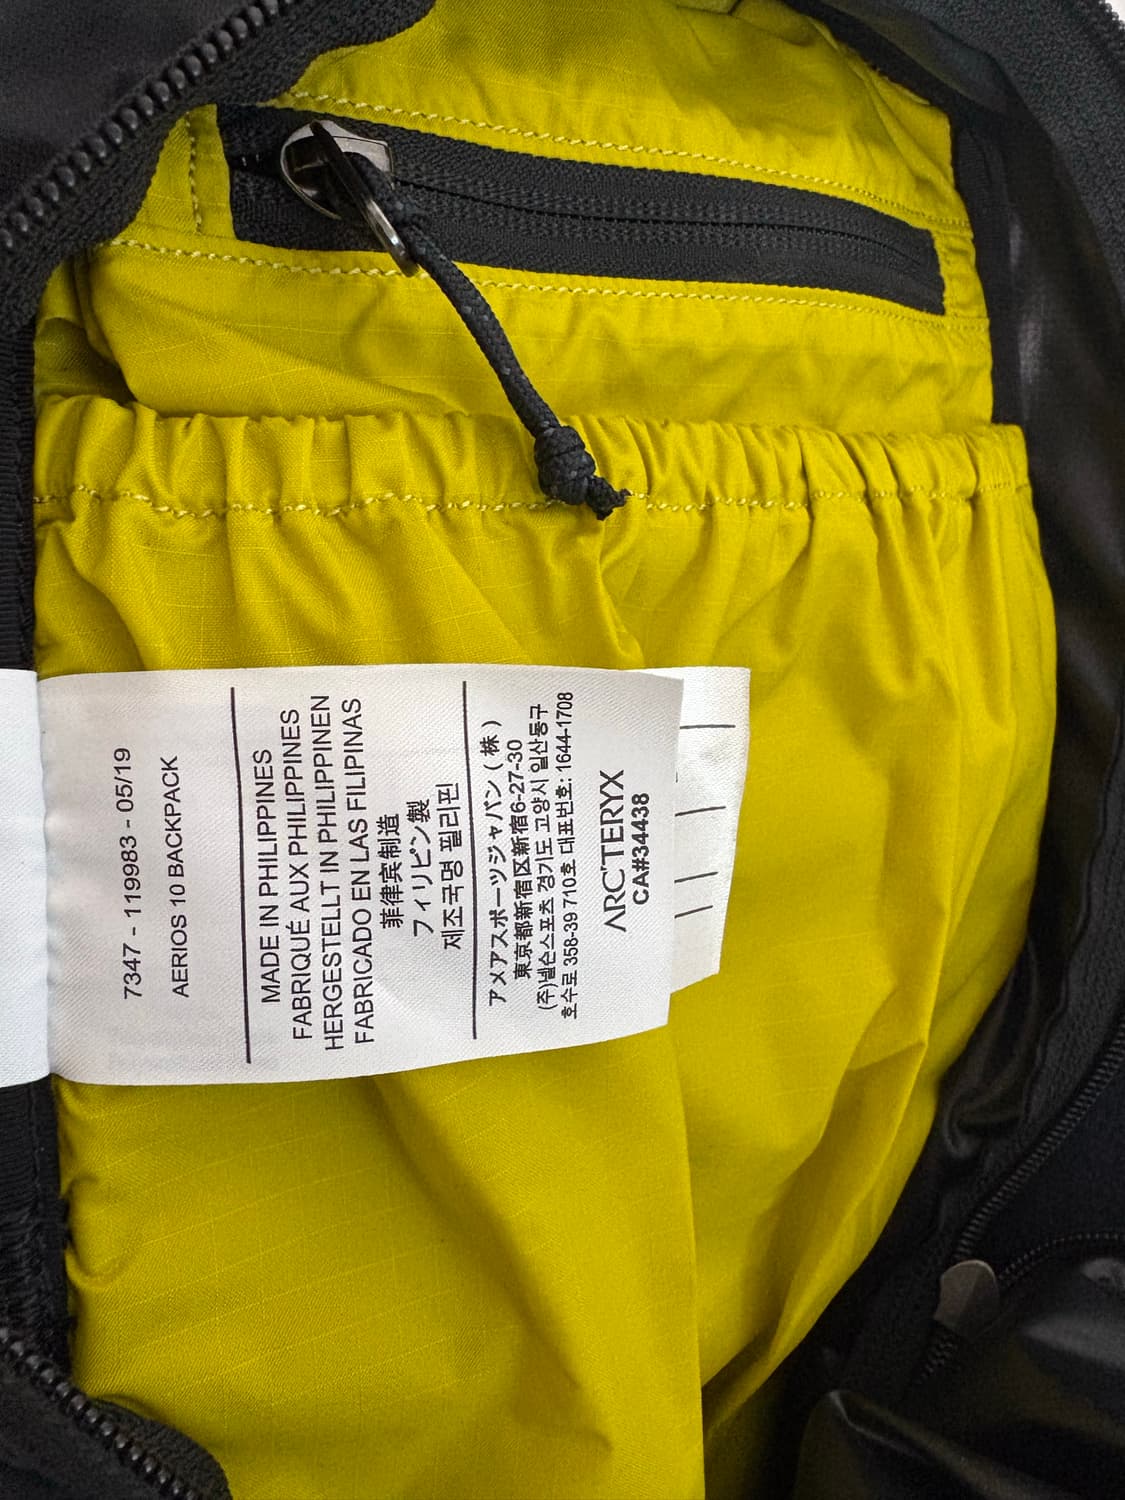 7347 - 119983 - 05/19
AERIOS 10 BACKPACK
MADE IN PHILIPPINES
FABRIQUÉ AUX PHILIPPINES
HERGESTELLT IN PHILIPPINEN
FABRICADO EN LAS FILIPINAS
菲律宾制造
フィリピン製
제조국명 필리핀
アメアスポーツジャパン (株)
東京都新宿区新宿6-27-30
(주)넬슨스포츠 경기도 고양시 일산동구
호수로 358-39 710호 대표번호: 1644-1708
ARC'TERYX
CA#34438